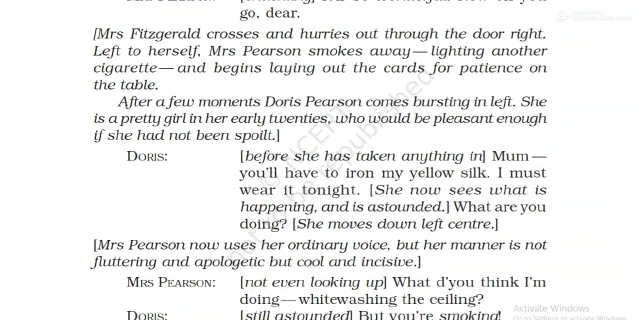 go, dear.
[Mrs Fitzgerald crosses and hurries out through the door right.
Left to herself, Mrs Pearson smokes away—lighting another
cigarette—and begins laying out the cards for patience on
the table.
After a few moments Doris Pearson comes bursting in left. She
is a pretty girl in her early twenties, who would be pleasant enough
if she had not been spoilt.]
DORIS: [before she has taken anything in] Mum—
you'll have to iron my yellow silk. I must
wear it tonight. [She now sees what is
happening, and is astounded.] What are you
doing? [She moves down left centre.]
[Mrs Pearson now uses her ordinary voice, but her manner is not
fluttering and apologetic but cool and incisive.]
MRS PEARSON: [not even looking up] What d'you think I'm
doing—whitewashing the ceiling?
DORIS: [still astounded] But you're smoking!
not to be republished
Activate Windows
Go to Settings to activate Windows